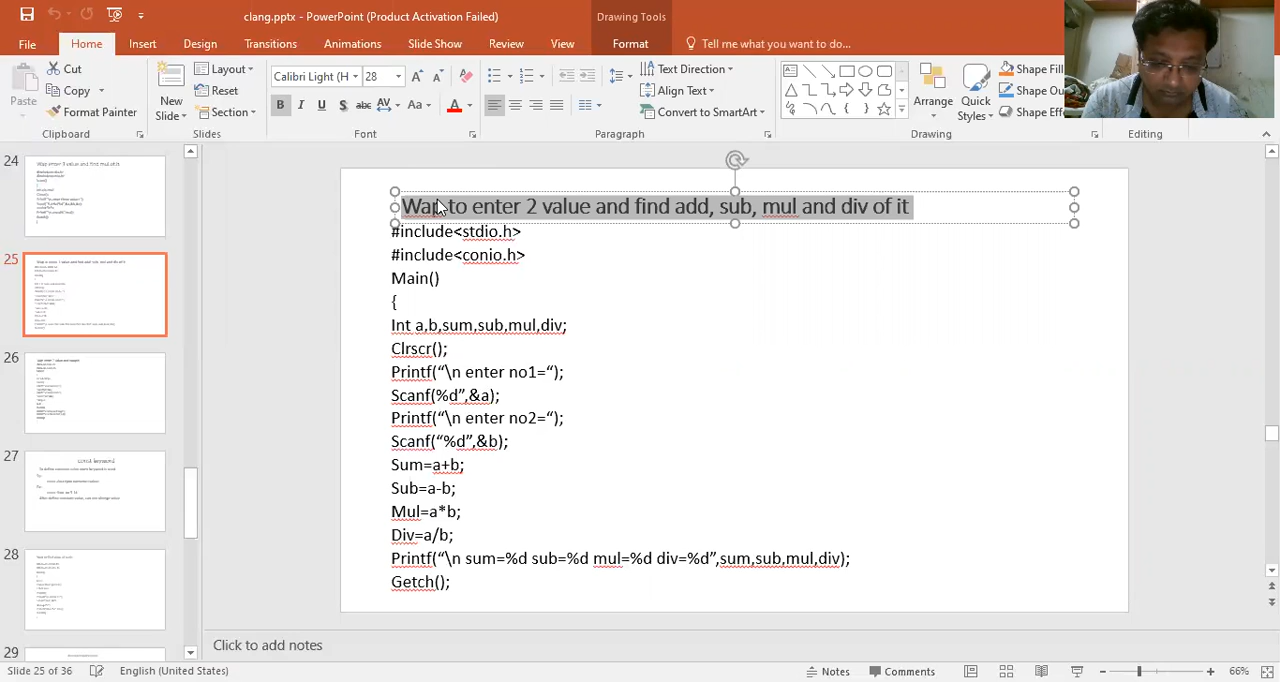 clang.pptx - PowerPoint (Product Activation Failed)
Drawing Tools
File Home Insert Design Transitions Animations Slide Show Review View Format Tell me what you want to do...
Paste
Cut
Copy
Format Painter
Clipboard
New
Slide
Layout
Reset
Section
Slides
Calibri Light (H 28
B I U S abc AV Aa A
Font
Text Direction
Align Text
Convert to SmartArt
Paragraph
Arrange
Quick
Styles
Shape Fill
Shape Ou
Shape Eff
Drawing
Editing
24
25
26
27
28
29
Wap to enter 2 value and find add, sub, mul and div of it
#include<stdio.h>
#include<conio.h>
Main()
{
Int a,b,sum,sub,mul,div;
Clrscr();
Printf(“\n enter no1=“);
Scanf(%d”,&a);
Printf(“\n enter no2=“);
Scanf(“%d”,&b);
Sum=a+b;
Sub=a-b;
Mul=a*b;
Div=a/b;
Printf(“\n sum=%d sub=%d mul=%d div=%d”,sum,sub,mul,div);
Getch();
Click to add notes
Slide 25 of 36 English (United States) Notes Comments 66%